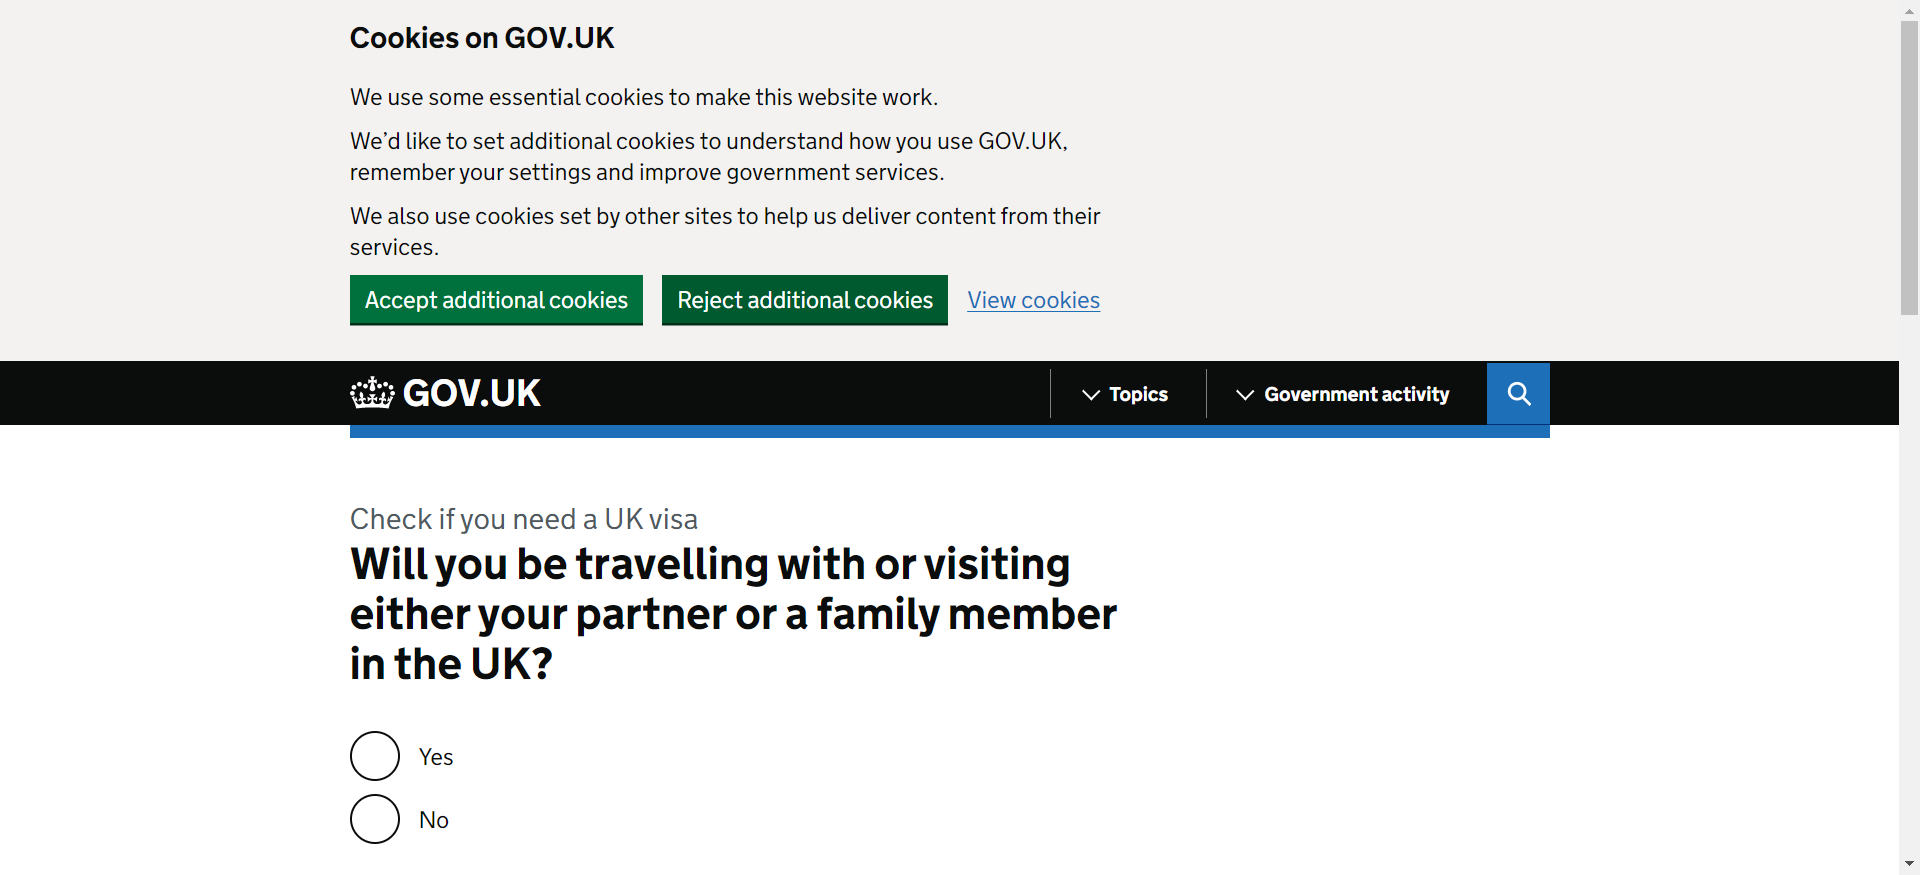 Cookies on GOV.UK
We use some essential cookies to make this website work.
We’d like to set additional cookies to understand how you use GOV.UK,
remember your settings and improve government services.
We also use cookies set by other sites to help us deliver content from their
services.
Accept additional cookies
Reject additional cookies
View cookies
GOV.UK
Topics
Government activity
Check if you need a UK visa
Will you be travelling with or visiting
either your partner or a family member
in the UK?
Yes
No